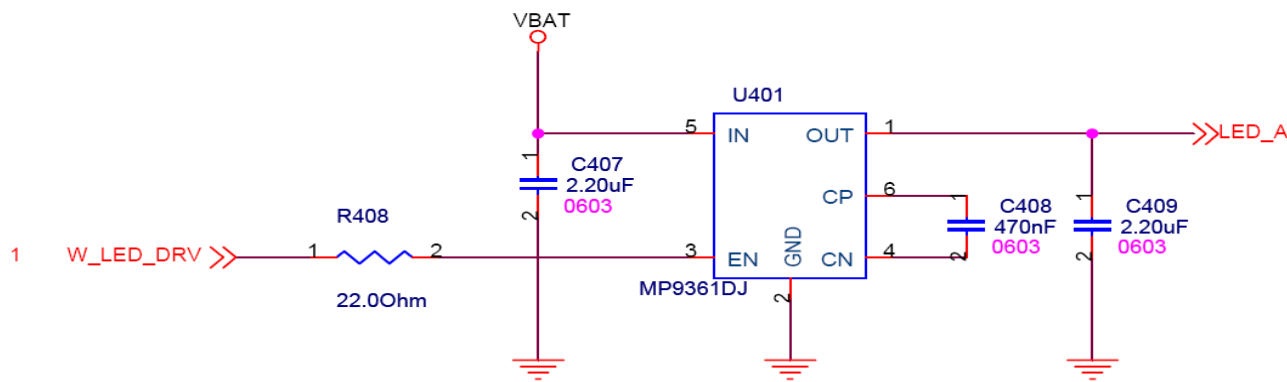 VBAT
U401
5
IN
OUT
1
LED_A
1
C407
2.20uF
0603
2
CP
6
1
C408
470nF
0603
2
1
C409
2.20uF
0603
2
R408
1
W_LED_DRV
1
2
22.0Ohm
3
EN
GND
CN
4
MP9361DJ
2